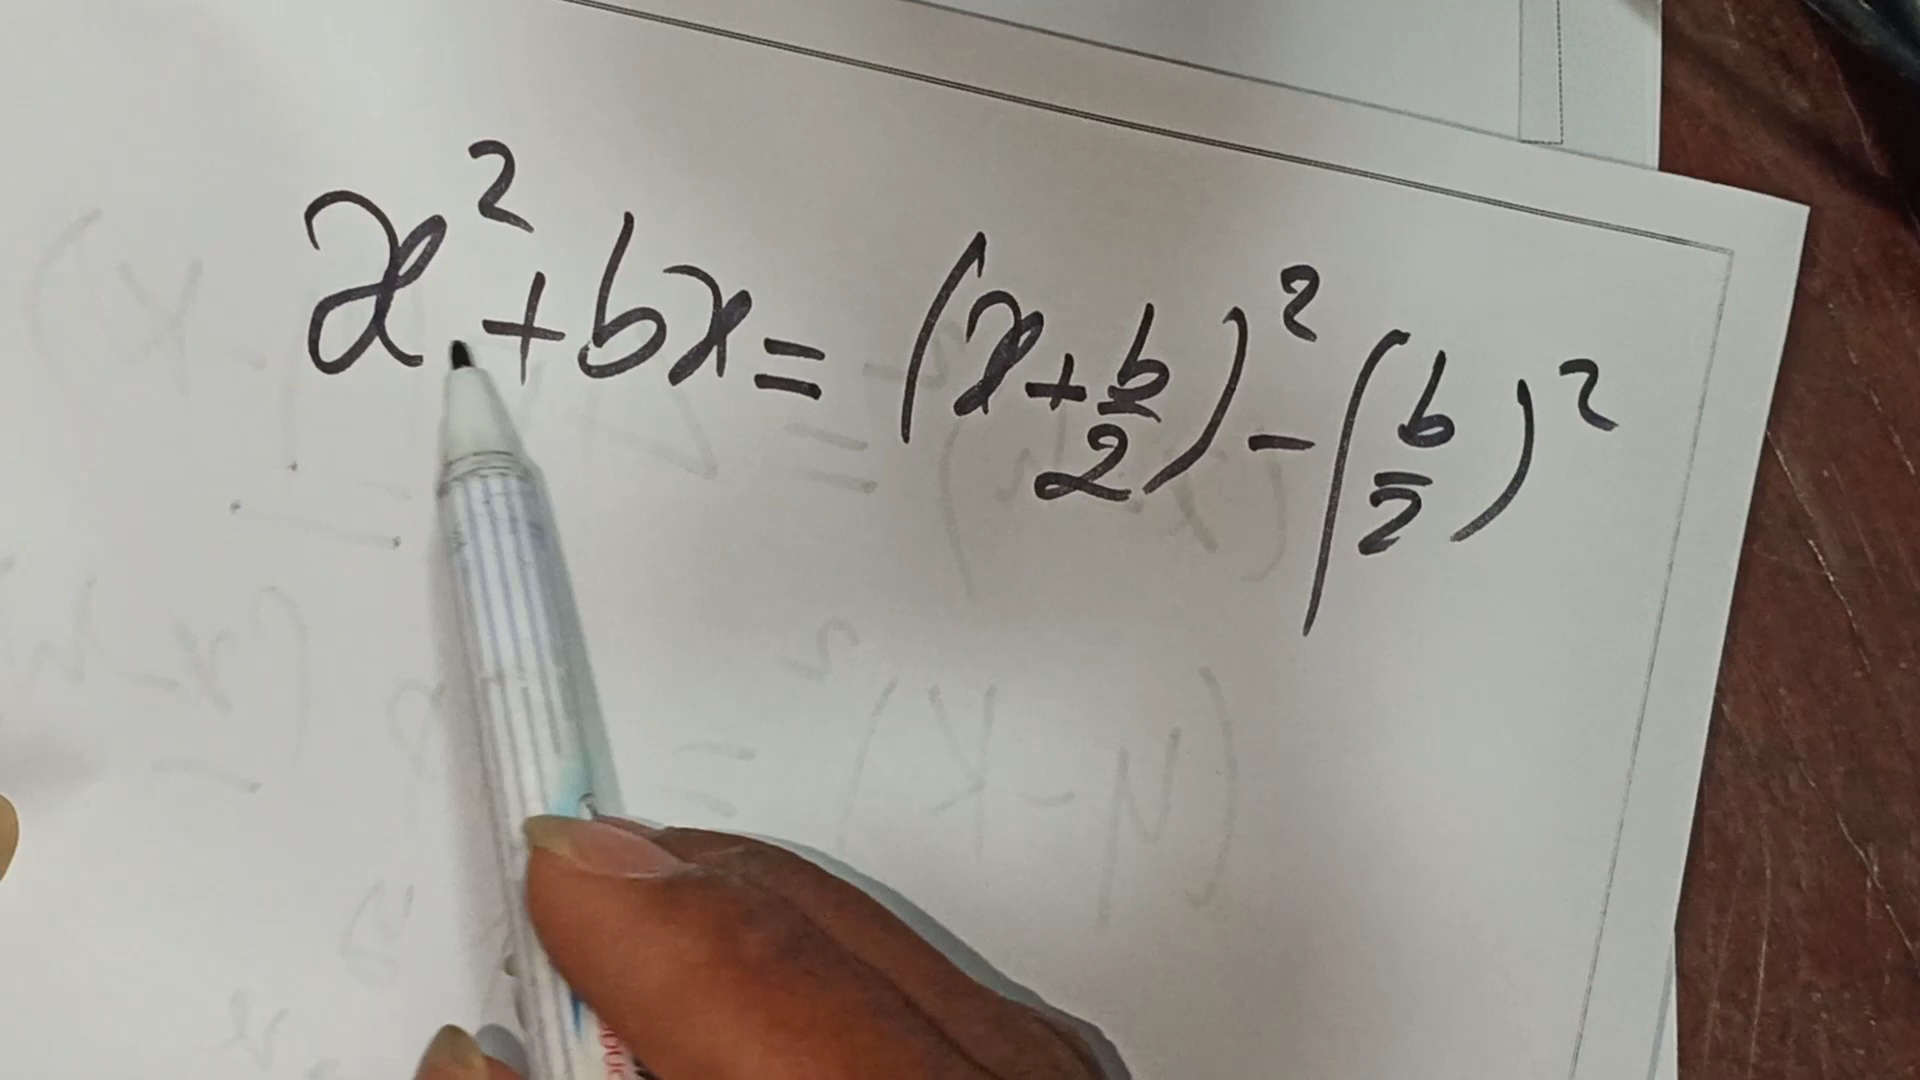 x² + bx = (x + b/2)² - (b/2)²